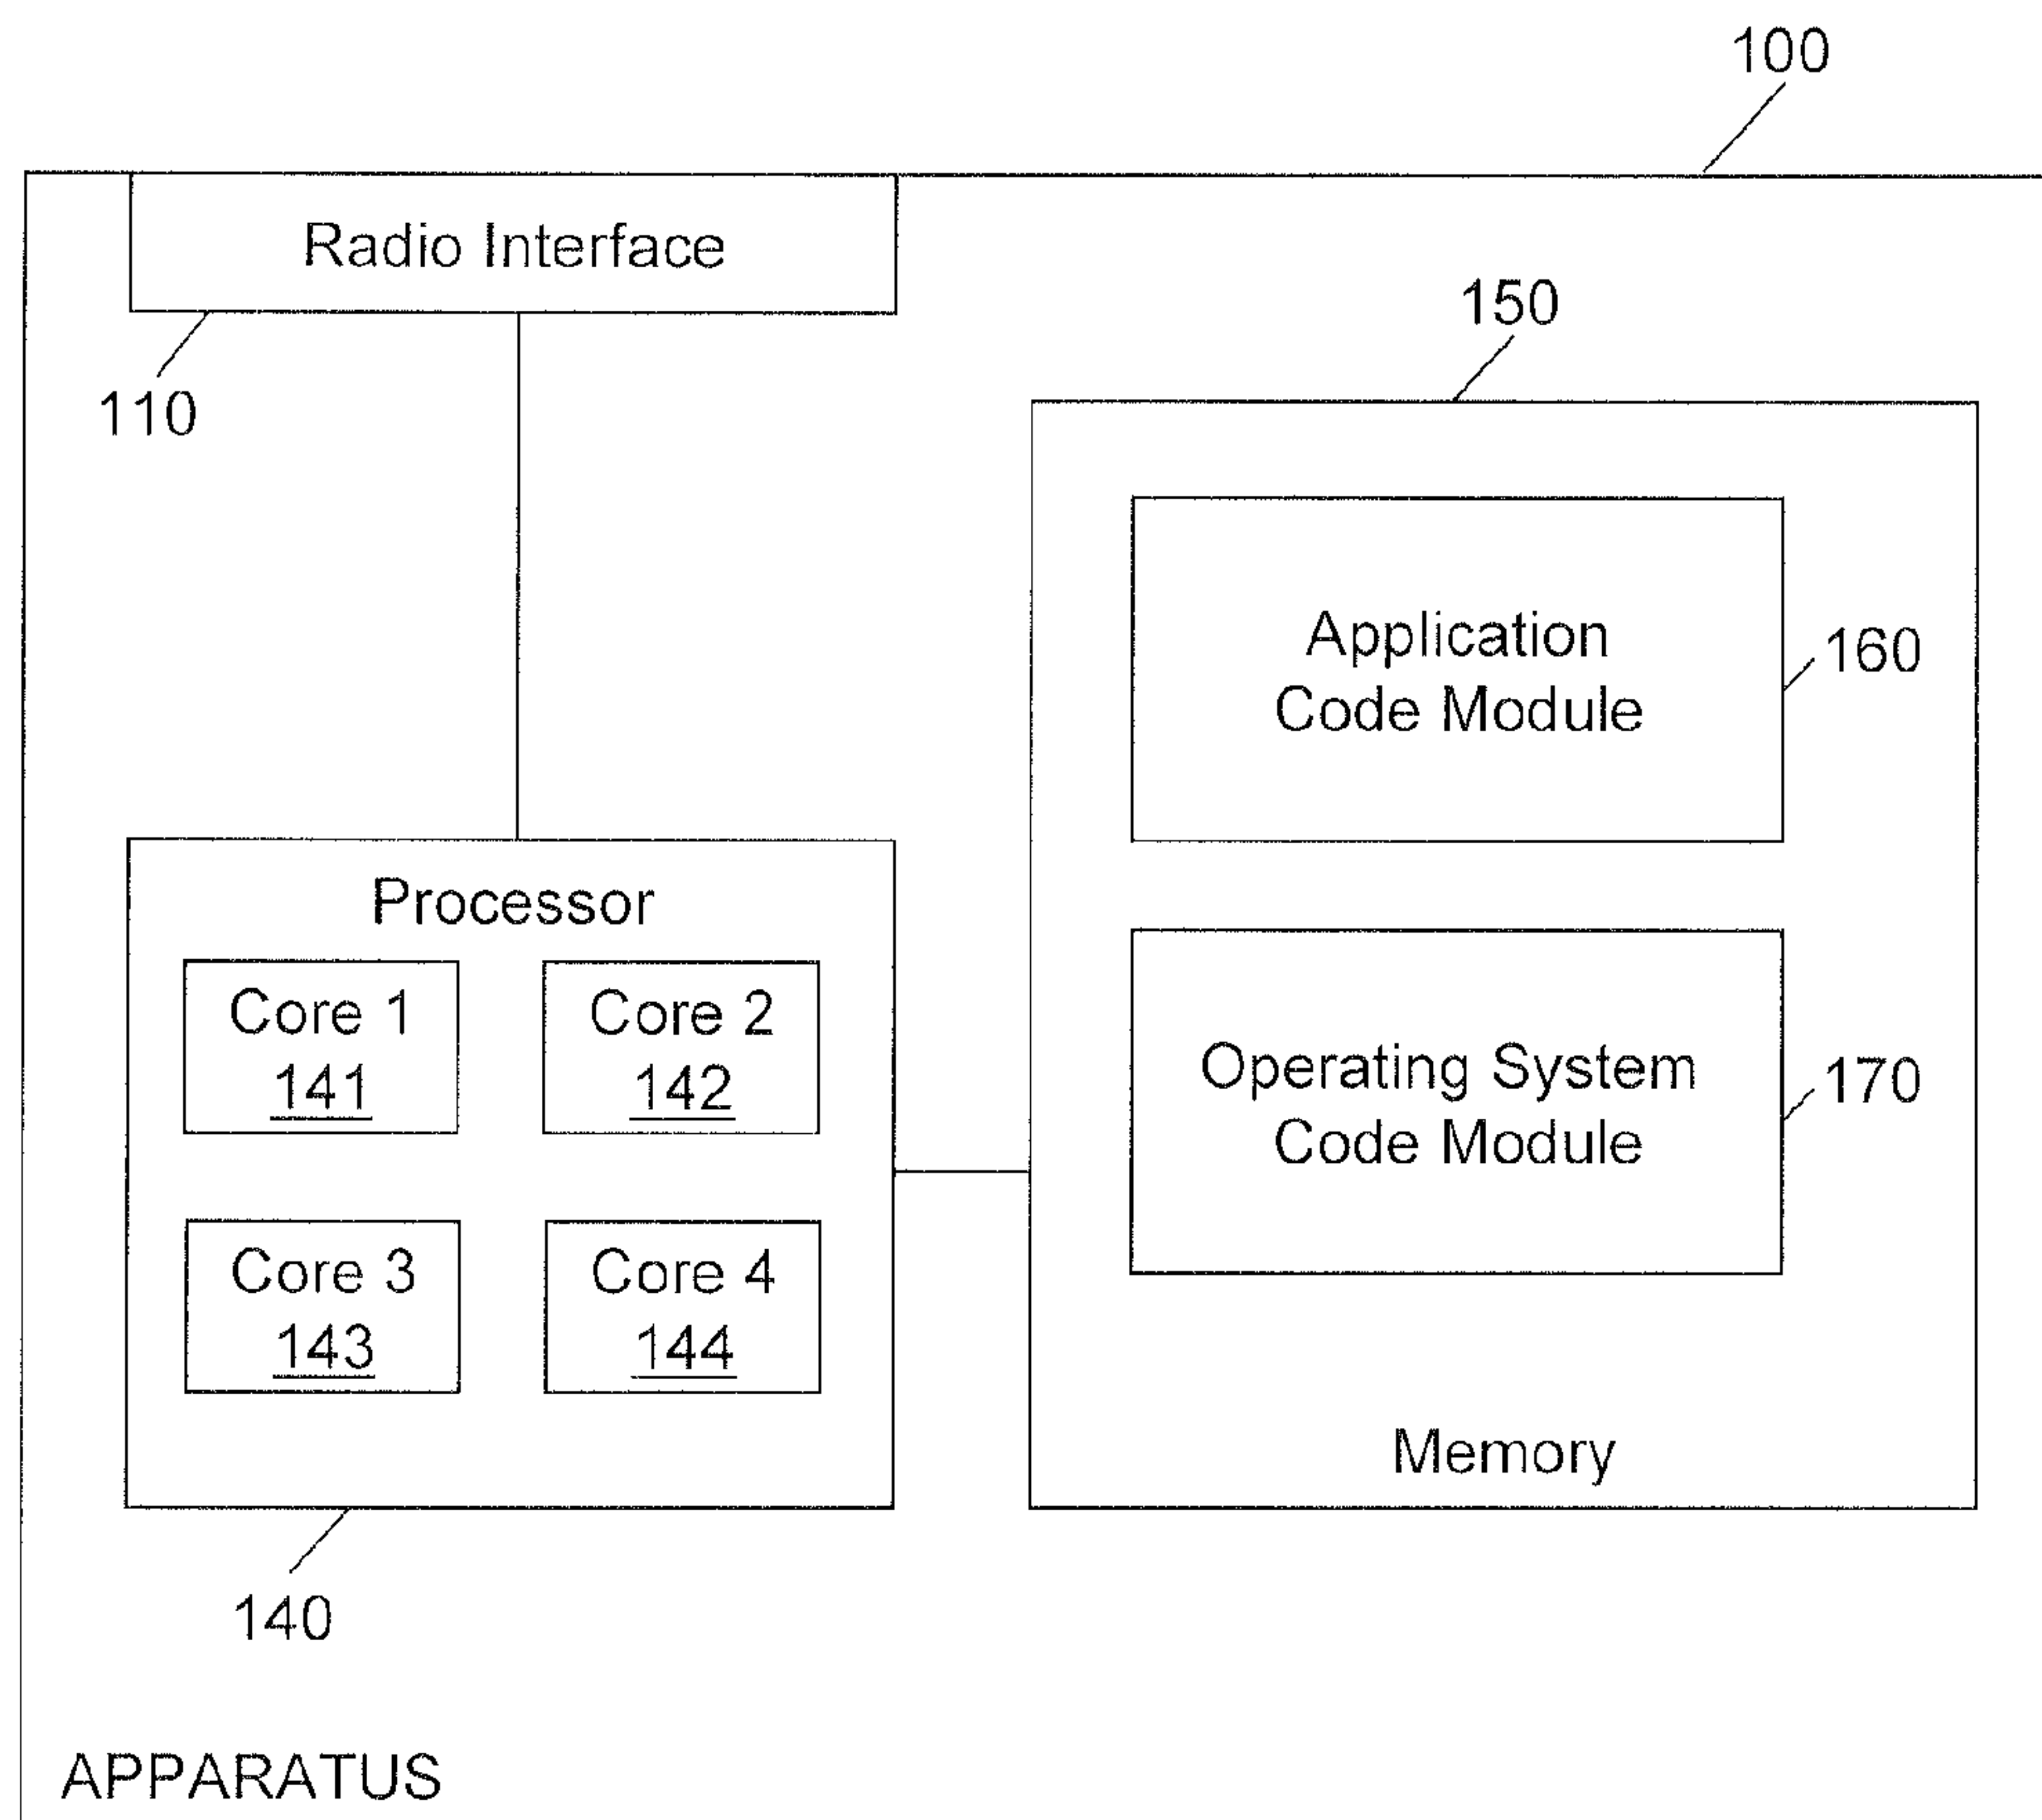 100
Radio Interface
110
150
Application
Code Module
160
Processor
Core 1
141
Core 2
142
Core 3
143
Core 4
144
140
Operating System
Code Module
170
Memory
APPARATUS